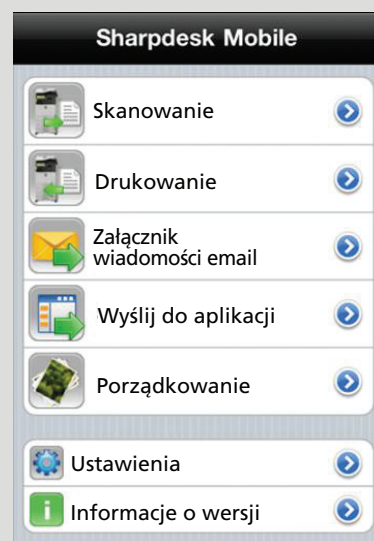 Sharpdesk Mobile
Skanowanie
Drukowanie
Załącznik
wiadomości email
Wyślij do aplikacji
Porządkowanie
Ustawienia
Informacje o wersji